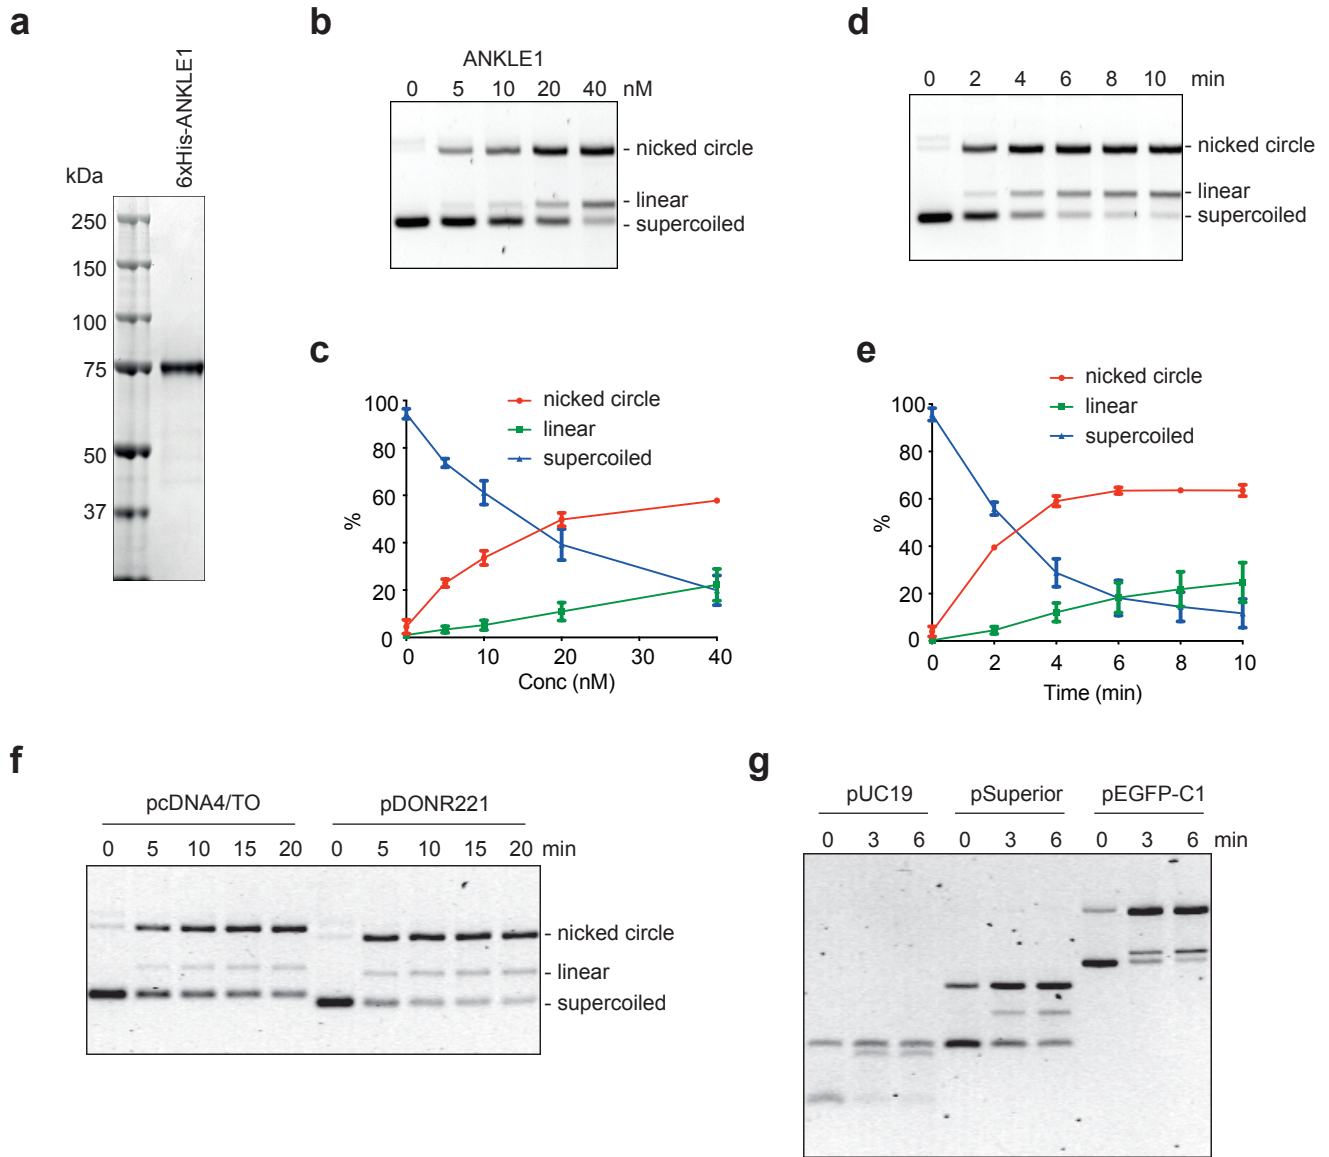 a
6xHis-ANKLE1
kDa
250
150
100
75
50
37
b
ANKLE1
0 5 10 20 40 nM
- nicked circle
- linear
- supercoiled
c
nicked circle
linear
supercoiled
100
80
60
40
20
0
%
0 10 20 30 40
Conc (nM)
d
0 2 4 6 8 10 min
- nicked circle
- linear
- supercoiled
e
nicked circle
linear
supercoiled
100
80
60
40
20
0
%
0 2 4 6 8 10
Time (min)
f
pcDNA4/TO pDONR221
0 5 10 15 20 0 5 10 15 20 min
- nicked circle
- linear
- supercoiled
g
pUC19 pSuperior pEGFP-C1
0 3 6 0 3 6 0 3 6 min